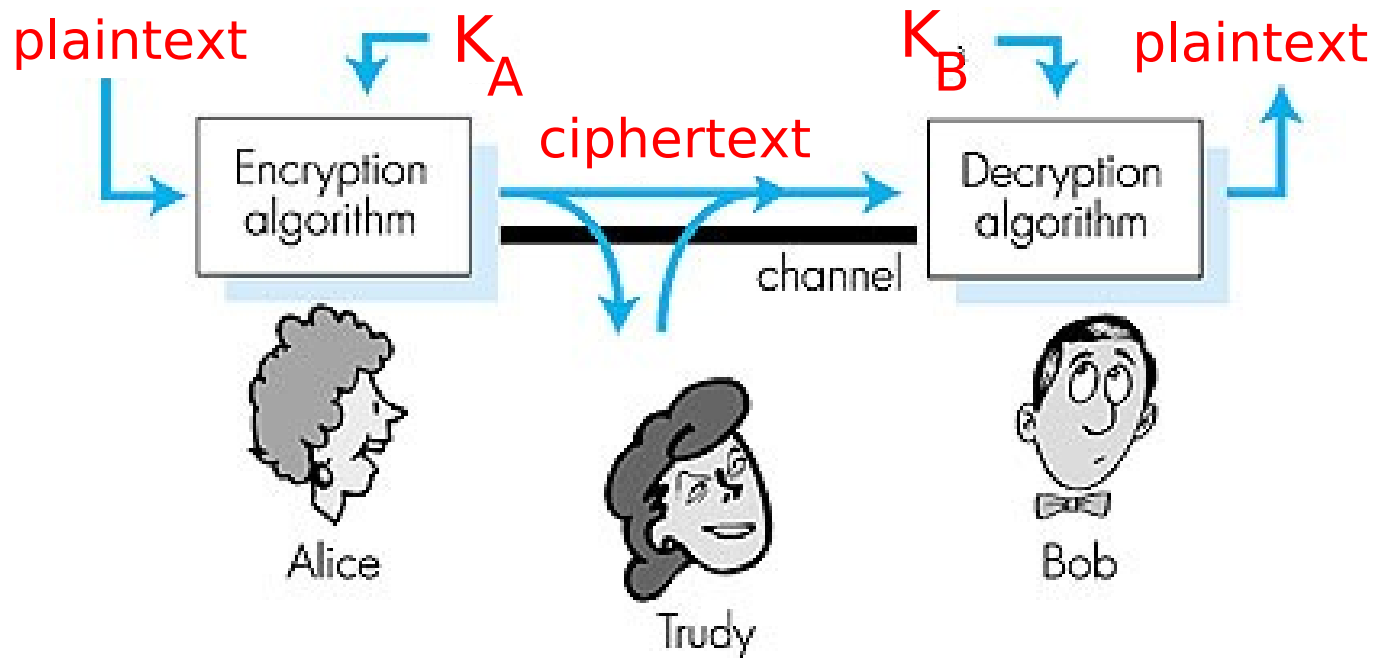 plaintext
K
A
K
B
plaintext
ciphertext
Encryption
algorithm
Decryption
algorithm
channel
Alice
Bob
Trudy